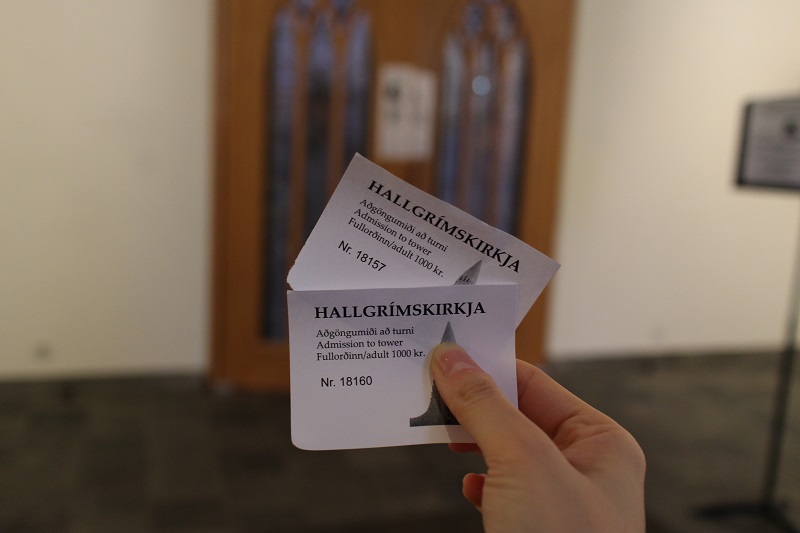 HALLGRÍMSKIRKJA
Aðgöngumiði að turni
Admission to tower
Fullorðinn/adult 1000 kr.
Nr. 18157
HALLGRÍMSKIRKJA
Aðgöngumiði að turni
Admission to tower
Fullorðinn/adult 1000 kr.
Nr. 18160